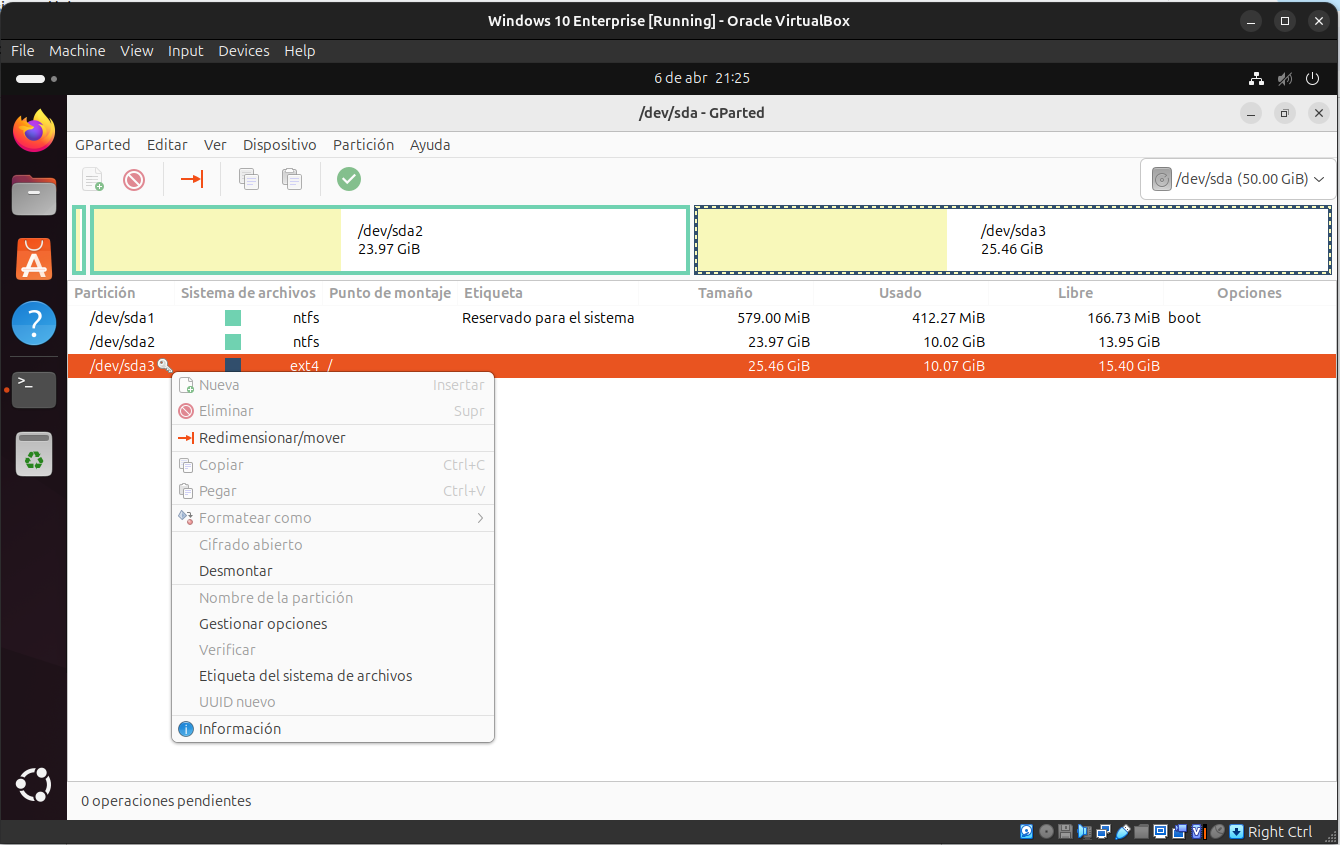 Windows 10 Enterprise [Running] - Oracle VirtualBox
File Machine View Input Devices Help
6 de abr 21:25
/dev/sda - GParted
GParted Editar Ver Dispositivo Partición Ayuda
/dev/sda (50.00 GiB)
/dev/sda2
23.97 GiB
/dev/sda3
25.46 GiB
Partición Sistema de archivos Punto de montaje Etiqueta Tamaño Usado Libre Opciones
/dev/sda1 ntfs Reservado para el sistema 579.00 MiB 412.27 MiB 166.73 MiB boot
/dev/sda2 ntfs 23.97 GiB 10.02 GiB 13.95 GiB
/dev/sda3 ext4 / 25.46 GiB 10.07 GiB 15.40 GiB
Nueva Insertar
Eliminar Supr
Redimensionar/mover
Copiar Ctrl+C
Pegar Ctrl+V
Formatear como
Cifrado abierto
Desmontar
Nombre de la partición
Gestionar opciones
Verificar
Etiqueta del sistema de archivos
UUID nuevo
Información
0 operaciones pendientes
Right Ctrl